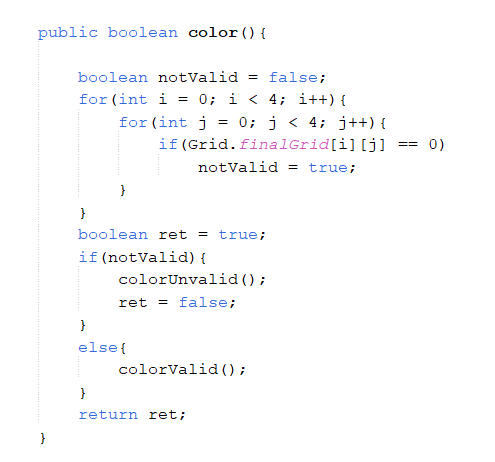 public boolean color(){
boolean notValid = false;
for(int i = 0; i < 4; i++){
for(int j = 0; j < 4; j++){
if(Grid.finalGrid[i][j] == 0)
notValid = true;
}
}
boolean ret = true;
if(notValid){
colorUnvalid();
ret = false;
}
else{
colorValid();
}
return ret;
}